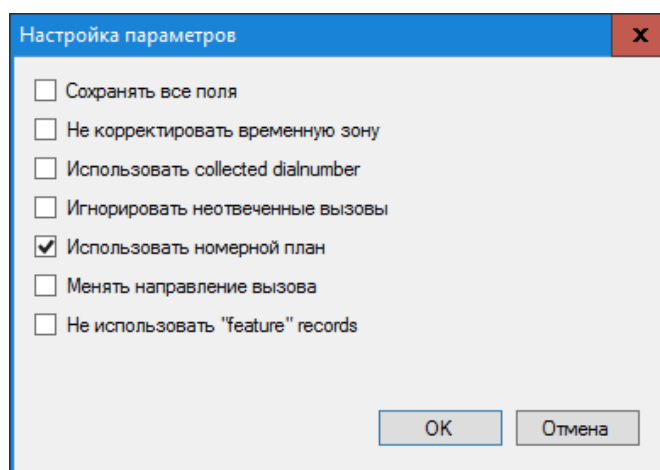 Настройка параметров
Сохранять все поля
Не корректировать временную зону
Использовать collected dialnumber
Игнорировать неотвеченные вызовы
Использовать номерной план
Менять направление вызова
Не использовать "feature" records
OK
Отмена